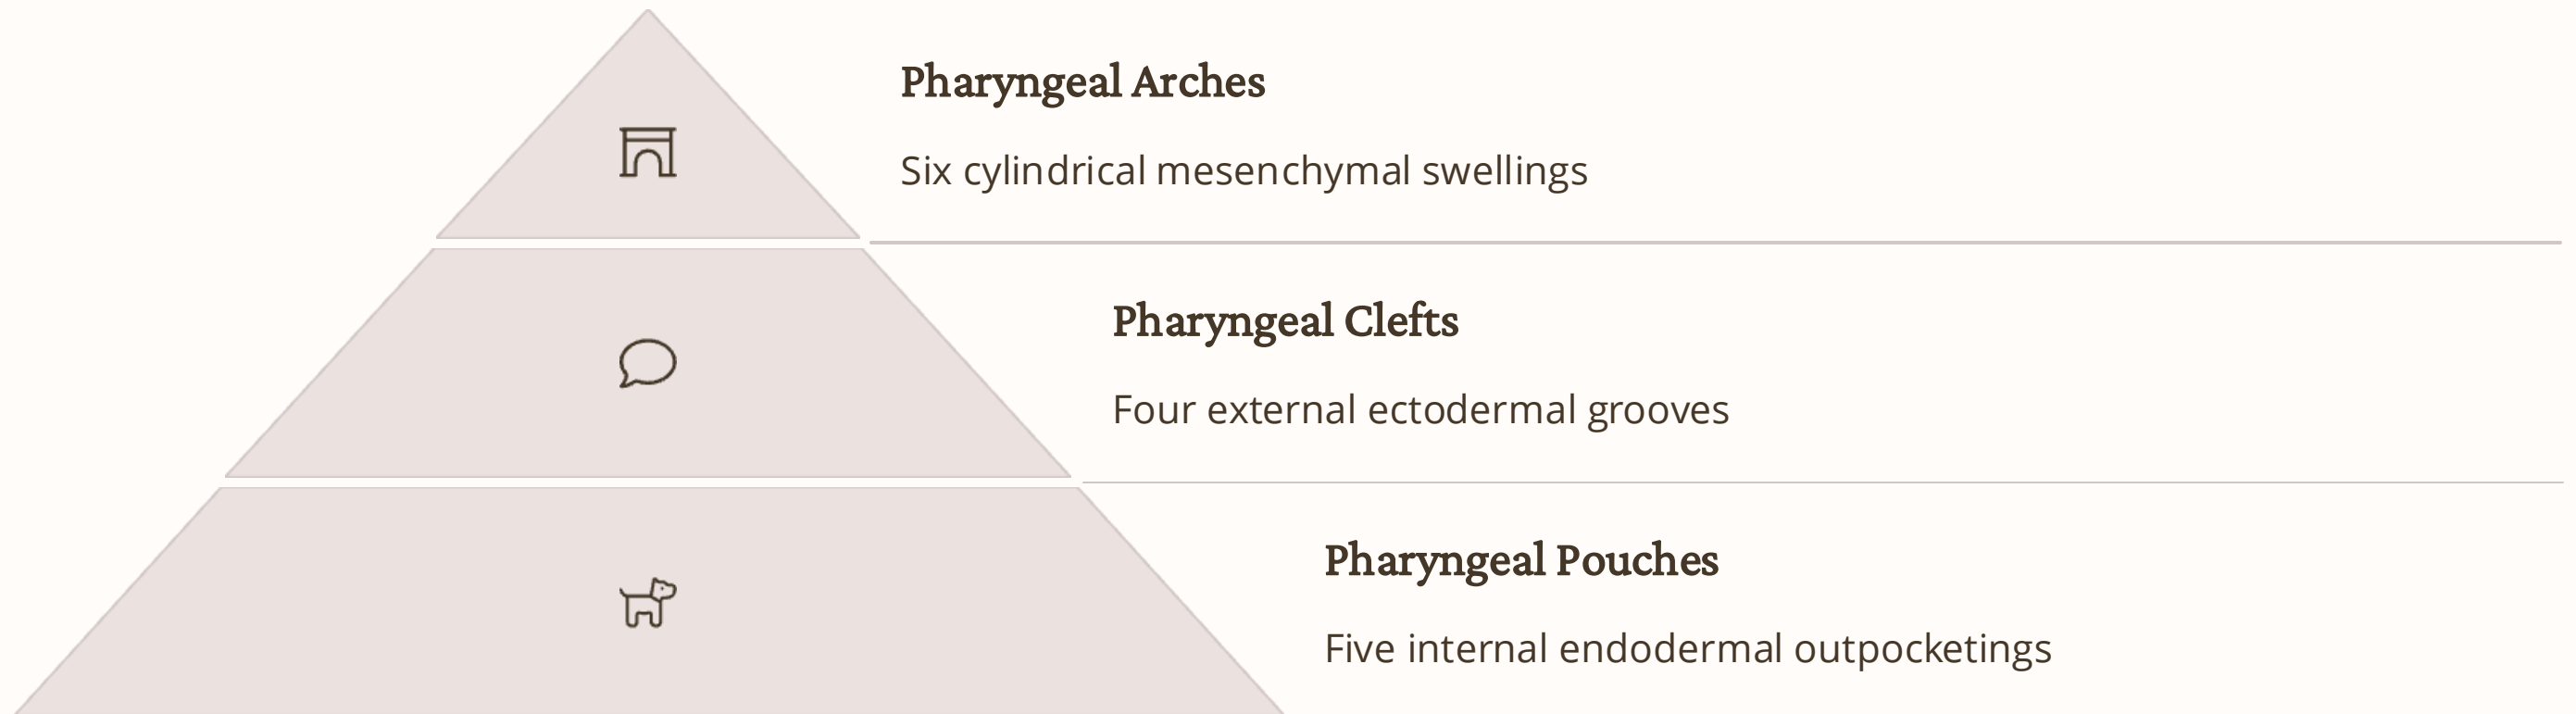 Pharyngeal Arches
Six cylindrical mesenchymal swellings
Pharyngeal Clefts
Four external ectodermal grooves
Pharyngeal Pouches
Five internal endodermal outpocketings